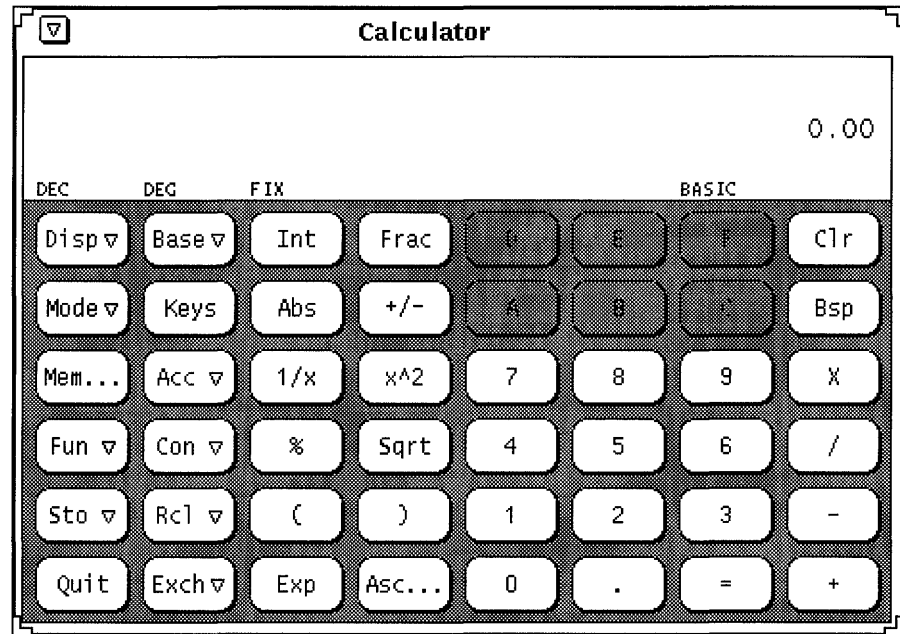 Calculator
0.00
DEC DEG FIX BASIC
Disp Base Int Frac D E F Clr
Mode Keys Abs +/- A B C Bsp
Mem... Acc 1/x x^2 7 8 9 X
Fun Con % Sqrt 4 5 6 /
Sto Rcl ( ) 1 2 3 -
Quit Exch Exp Asc... 0 . = +